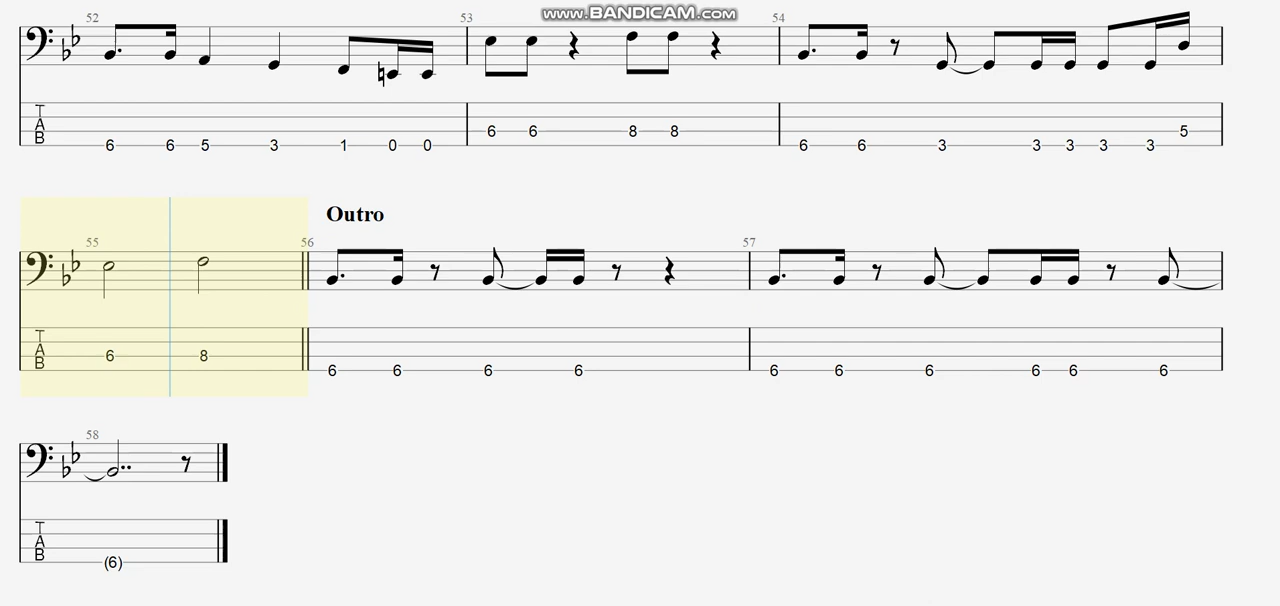 www.BANDICAM.com
52 53 54
T
A
B
6 6 5 3 1 0 0 6 6 8 8 6 6 3 3 3 3 3 5
Outro
55 56 57
T
A
B
6 8 6 6 6 6 6 6 6 6 6 6
58
T
A
B
(6)